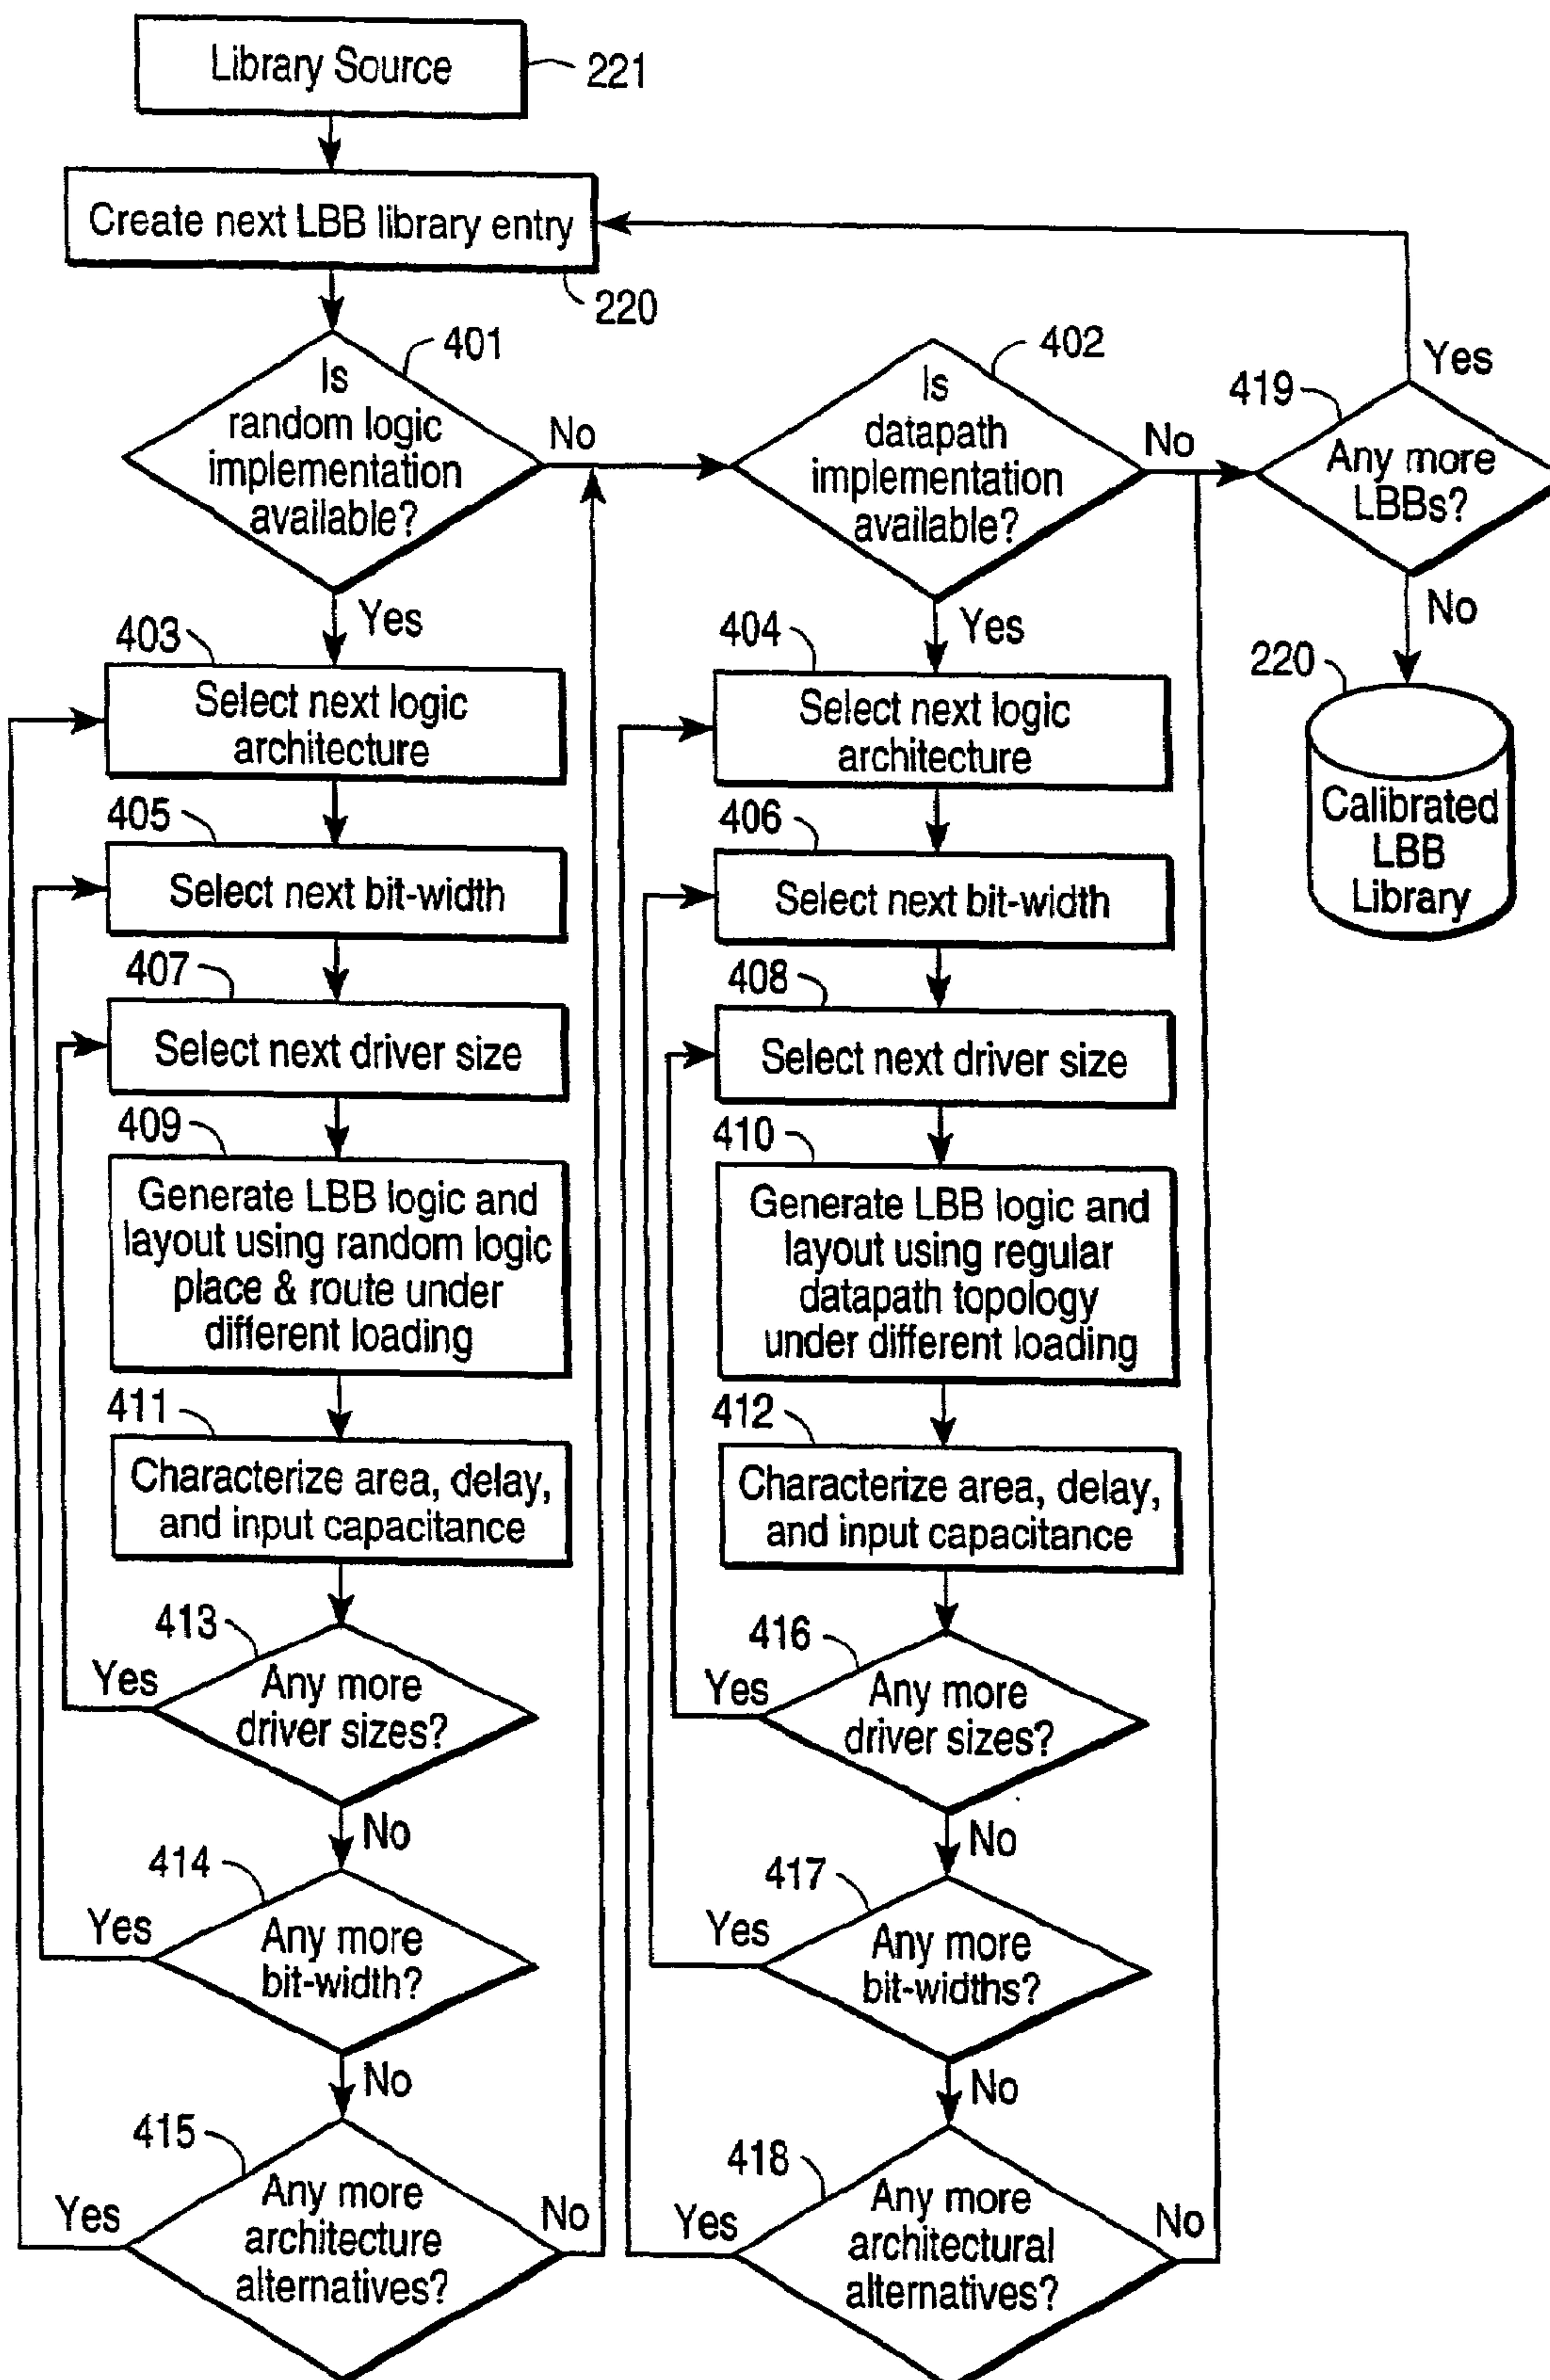 Library Source
221
Create next LBB library entry
220
401
Is
random logic
implementation
available?
No
Yes
402
Is
datapath
implementation
available?
No
Yes
419
Any more
LBBs?
Yes
No
220
Calibrated
LBB
Library
403
Select next logic
architecture
405
Select next bit-width
407
Select next driver size
409
Generate LBB logic and
layout using random logic
place & route under
different loading
411
Characterize area, delay,
and input capacitance
413
Any more
driver sizes?
Yes
No
414
Any more
bit-width?
Yes
No
415
Any more
architecture
alternatives?
Yes
No
404
Select next logic
architecture
406
Select next bit-width
408
Select next driver size
410
Generate LBB logic and
layout using regular
datapath topology
under different loading
412
Characterize area, delay,
and input capacitance
416
Any more
driver sizes?
Yes
No
417
Any more
bit-widths?
Yes
No
418
Any more
architectural
alternatives?
Yes
No